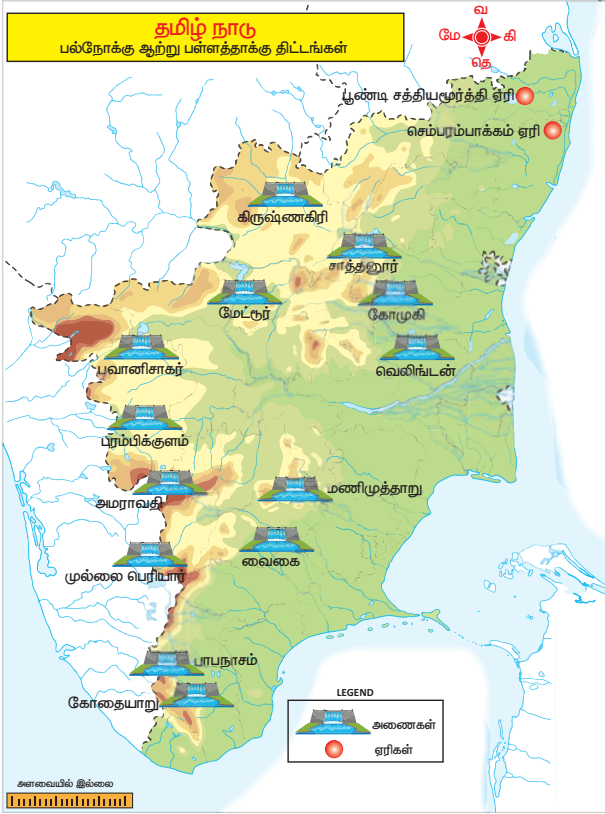 தமிழ் நாடு
பல்நோக்கு ஆற்று பள்ளத்தாக்கு திட்டங்கள்
வ
மே
கி
தெ
பூண்டி சத்தியமூர்த்தி ஏரி
செம்பரம்பாக்கம் ஏரி
கிருஷ்ணகிரி
சாத்தனூர்
மேட்டூர்
கோமுகி
பவானிசாகர்
வெலிங்டன்
பரம்பிக்குளம்
அமராவதி
மணிமுத்தாறு
வைகை
முல்லை பெரியார்
பாபநாசம்
கோதையாறு
LEGEND
அணைகள்
ஏரிகள்
அளவையில் இல்லை